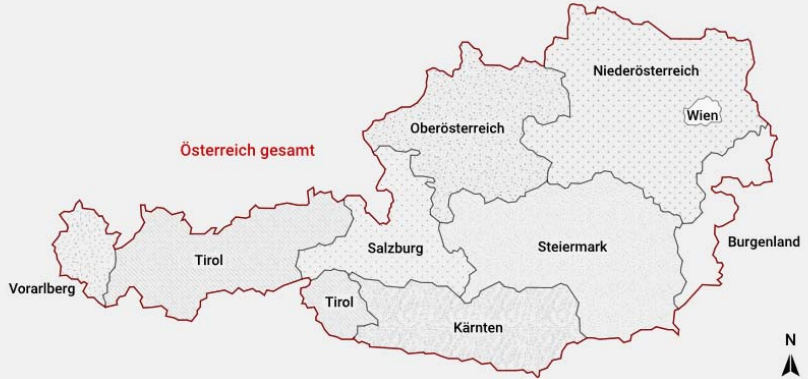 Niederösterreich
Wien
Oberösterreich
Österreich gesamt
Salzburg
Steiermark
Burgenland
Tirol
Vorarlberg
Tirol
Kärnten
N